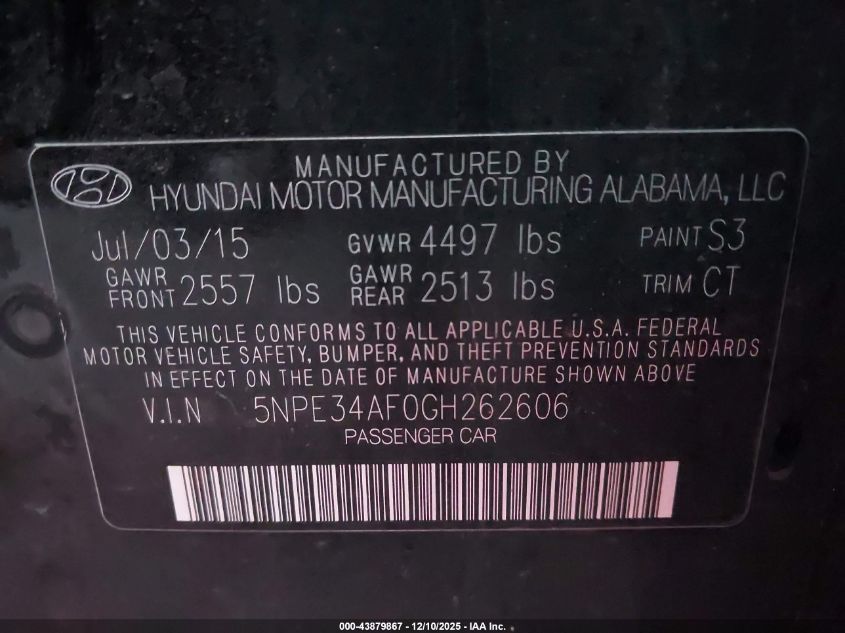 MANUFACTURED BY
HYUNDAI MOTOR MANUFACTURING ALABAMA, LLC
Jul/03/15 GVWR 4497 lbs PAINT S3
GAWR FRONT 2557 lbs GAWR REAR 2513 lbs TRIM CT
THIS VEHICLE CONFORMS TO ALL APPLICABLE U.S.A. FEDERAL
MOTOR VEHICLE SAFETY, BUMPER, AND THEFT PREVENTION STANDARDS
IN EFFECT ON THE DATE OF MANUFACTURE SHOWN ABOVE
V.I.N 5NPE34AF0GH262606
PASSENGER CAR
000-43879867 - 12/10/2025 - IAA Inc.